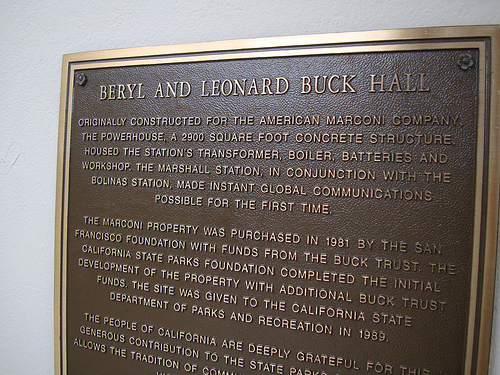 BERYL AND LEONARD BUCK HALL
ORIGINALLY CONSTRUCTED FOR THE AMERICAN MARCONI COMPANY,
THE POWERHOUSE, A 2900 SQUARE FOOT CONCRETE STRUCTURE,
HOUSED THE STATION'S TRANSFORMER, BOILER, BATTERIES AND
WORKSHOP. THE MARSHALL STATION, IN CONJUNCTION WITH THE
BOLINAS STATION, MADE INSTANT GLOBAL COMMUNICATIONS
POSSIBLE FOR THE FIRST TIME.
THE MARCONI PROPERTY WAS PURCHASED IN 1981 BY THE SAN
FRANCISCO FOUNDATION WITH FUNDS FROM THE BUCK TRUST. THE
CALIFORNIA STATE PARKS FOUNDATION COMPLETED THE INITIAL
DEVELOPMENT OF THE PROPERTY WITH ADDITIONAL BUCK TRUST
FUNDS. THE SITE WAS GIVEN TO THE CALIFORNIA STATE
DEPARTMENT OF PARKS AND RECREATION IN 1989.
THE PEOPLE OF CALIFORNIA ARE DEEPLY GRATEFUL FOR THIS
GENEROUS CONTRIBUTION TO THE STATE PARKS
ALLOWS THE TRADITION OF